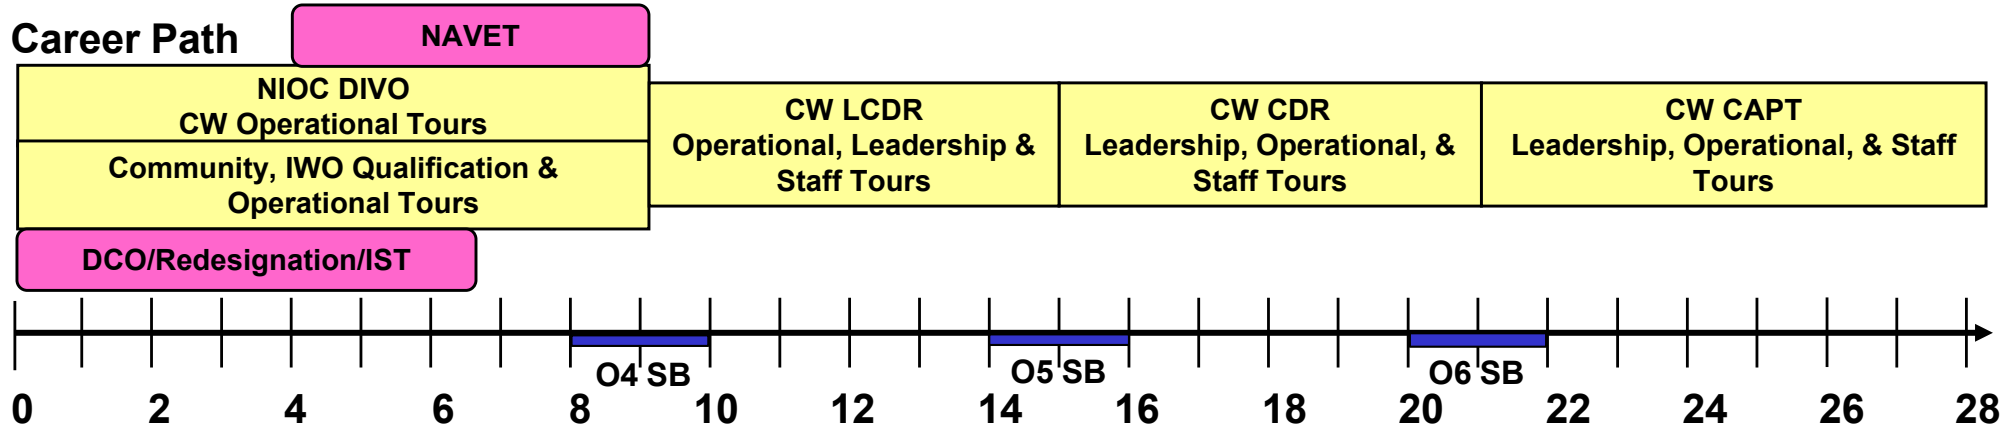 Career Path
NAVET
NIOC DIVO
CW Operational Tours
Community, IWO Qualification &
Operational Tours
CW LCDR
Operational, Leadership &
Staff Tours
CW CDR
Leadership, Operational, &
Staff Tours
CW CAPT
Leadership, Operational, & Staff
Tours
DCO/Redesignation/IST
O4 SB
O5 SB
O6 SB
0 2 4 6 8 10 12 14 16 18 20 22 24 26 28